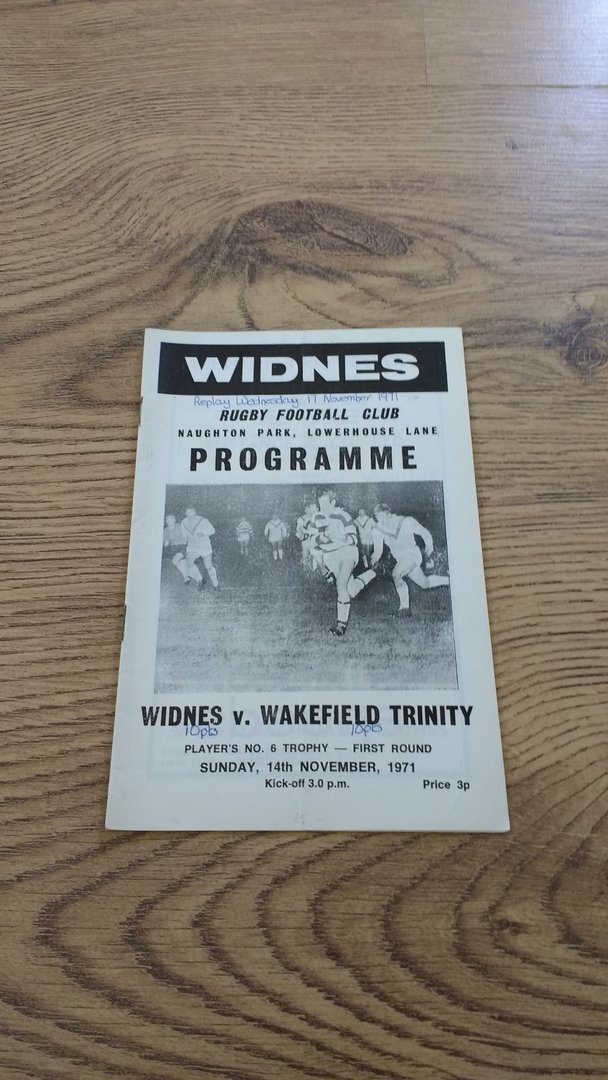 WIDNES
Replay Wednesday 17 November 1971
RUGBY FOOTBALL CLUB
NAUGHTON PARK, LOWERHOUSE LANE
PROGRAMME
WIDNES v. WAKEFIELD TRINITY
10pts 10pts
PLAYER'S NO. 6 TROPHY — FIRST ROUND
SUNDAY, 14th NOVEMBER, 1971
Kick-off 3.0 p.m. Price 3p